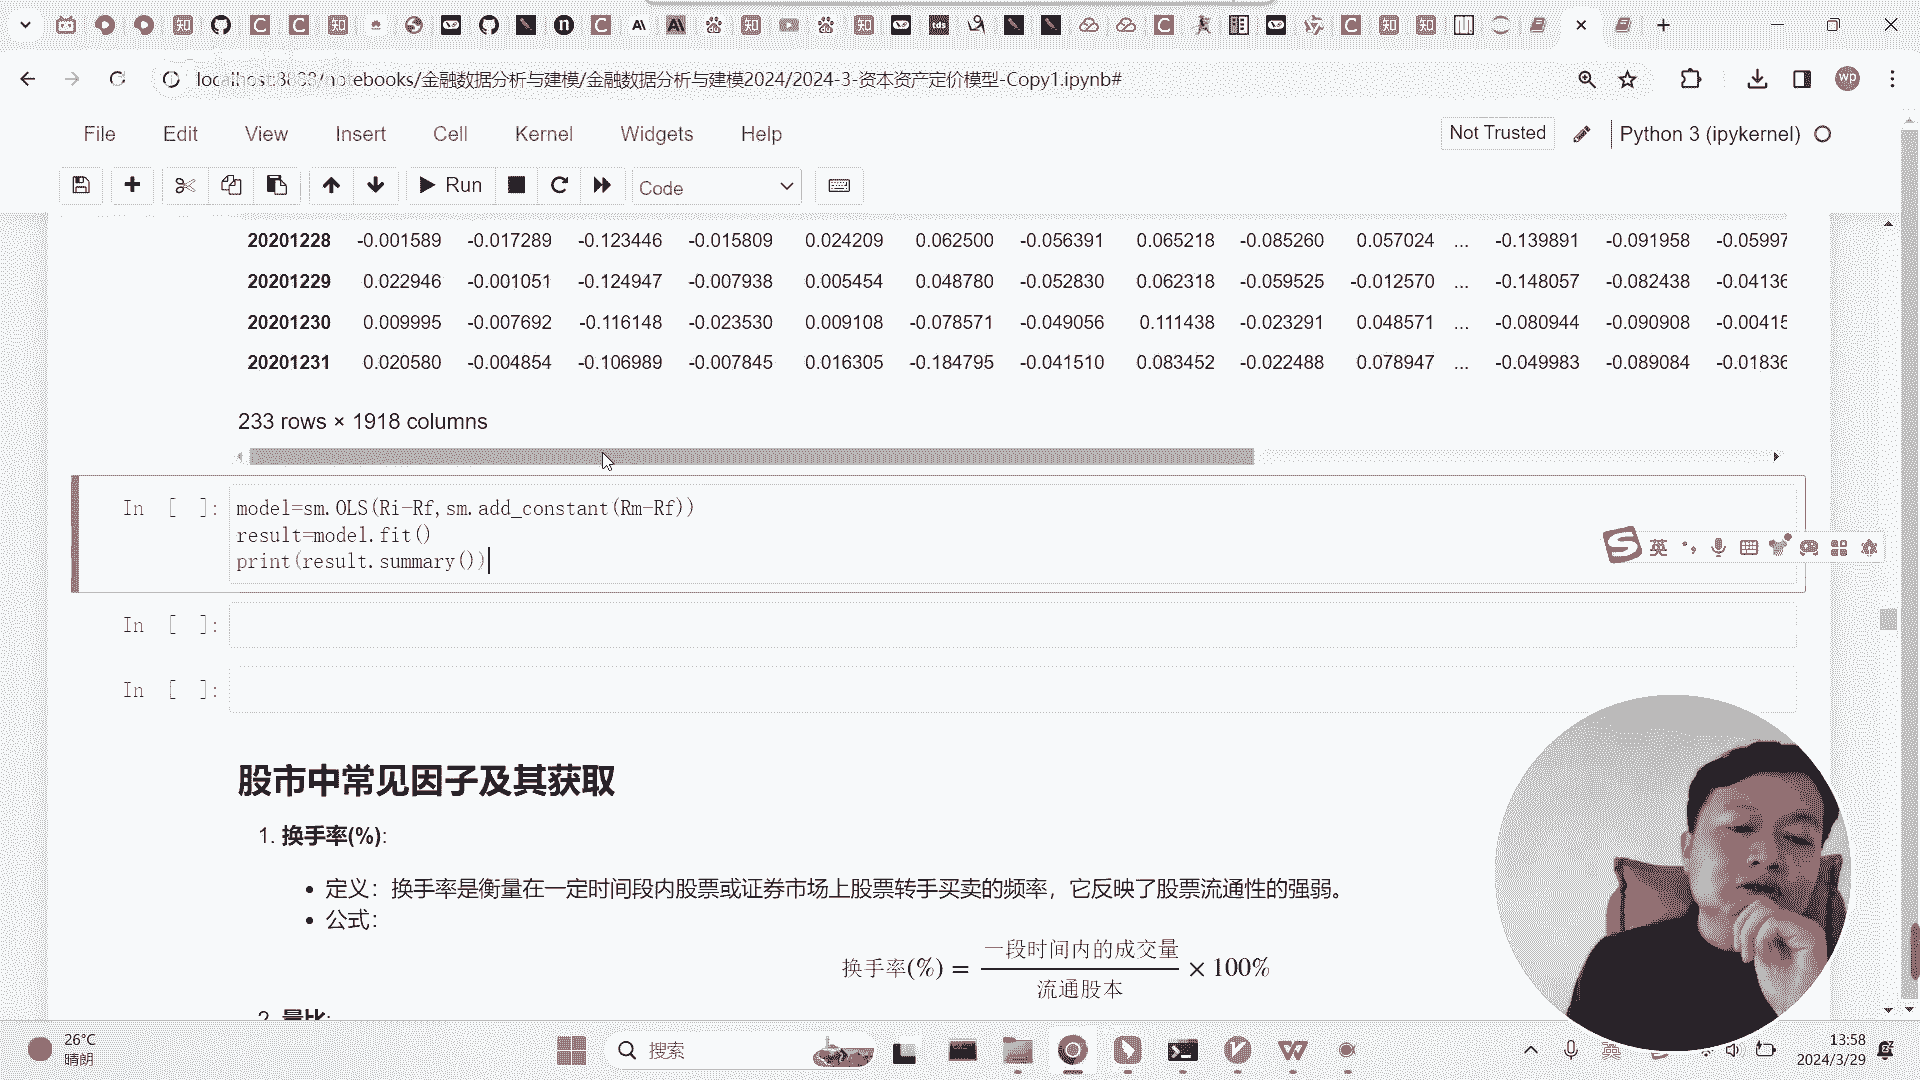 localhost:8888/notebooks/金融数据分析与建模/金融数据分析与建模2024/2024-3-资本资产定价模型-Copy1.ipynb#
wp
File Edit View Insert Cell Kernel Widgets Help
Not Trusted
Python 3 (ipykernel)
Run
Code
20201228 -0.001589 -0.017289 -0.123446 -0.015809 0.024209 0.062500 -0.056391 0.065218 -0.085260 0.057024 ... -0.139891 -0.091958 -0.05997
20201229 0.022946 -0.001051 -0.124947 -0.007938 0.005454 0.048780 -0.052830 0.062318 -0.059525 -0.012570 ... -0.148057 -0.082438 -0.04136
20201230 0.009995 -0.007692 -0.116148 -0.023530 0.009108 -0.078571 -0.049056 0.111438 -0.023291 0.048571 ... -0.080944 -0.090908 -0.00415
20201231 0.020580 -0.004854 -0.106989 -0.007845 0.016305 -0.184795 -0.041510 0.083452 -0.022488 0.078947 ... -0.049983 -0.089084 -0.01836
233 rows × 1918 columns
In [ ]:
model=sm.OLS(Ri-Rf,sm.add_constant(Rm-Rf))
result=model.fit()
print(result.summary())
英
In [ ]:
In [ ]:
股市中常见因子及其获取
1. 换手率(%):
• 定义：换手率是衡量在一定时间段内股票或证券市场上股票转手买卖的频率，它反映了股票流通性的强弱。
• 公式：
换手率(%) = 一段时间内的成交量 / 流通股本 × 100%
2. 量比:
26°C
晴朗
搜索
英
13:58
2024/3/29